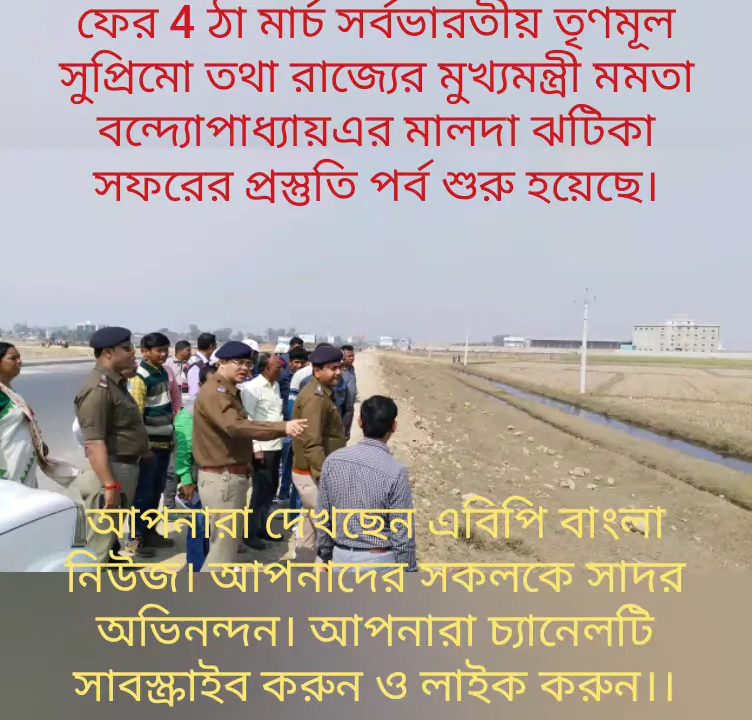 ফের 4 ঠা মার্চ সর্বভারতীয় তৃণমূল
সুপ্রিমো তথা রাজ্যের মুখ্যমন্ত্রী মমতা
বন্দ্যোপাধ্যায়এর মালদা ঝটিকা
সফরের প্রস্তুতি পর্ব শুরু হয়েছে।
আপনারা দেখছেন এবিপি বাংলা
নিউজ। আপনাদের সকলকে সাদর
অভিনন্দন। আপনারা চ্যানেলটি
সাবস্ক্রাইব করুন ও লাইক করুন।।